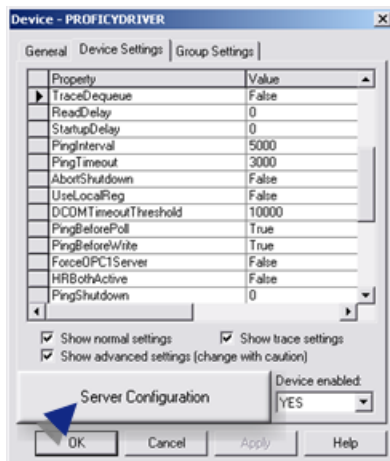 Device - PROFICYDRIVER
General Device Settings Group Settings
Property Value
TraceDequeue False
ReadDelay 0
StartupDelay 0
PingInterval 5000
PingTimeout 3000
AbortShutdown False
UseLocalReg False
DCOMTimeoutThreshold 10000
PingBeforePoll True
PingBeforeWrite True
ForceOPC1Server False
HRBothActive False
PingShutdown 0
Show normal settings Show trace settings
Show advanced settings (change with caution)
Device enabled:
Server Configuration YES
OK Cancel Apply Help